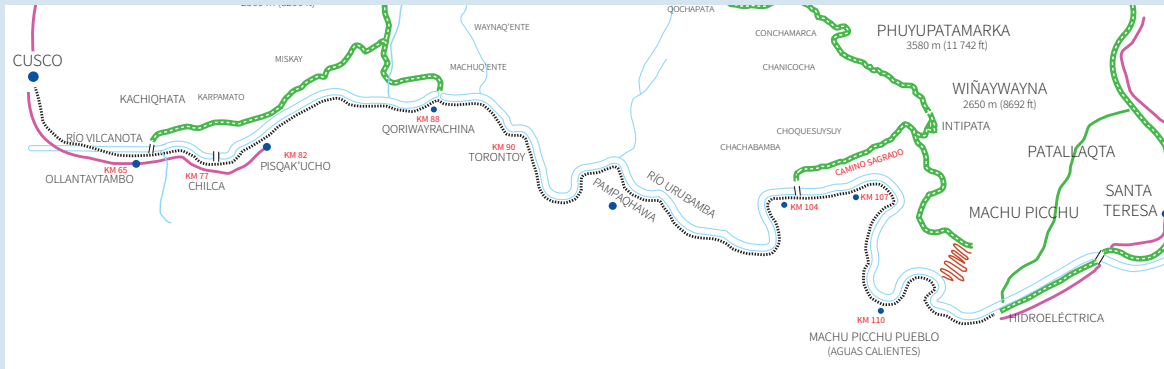 QOCHAPATA
WAYNAQ'ENTE
CONCHAMARCA
PHUYUPATAMARKA
3580 m (11 742 ft)
CUSCO
MISKAY
MACHUQ'ENTE
CHANICOCHA
WIÑAYWAYNA
2650 m (8692 ft)
KACHIQHATA
KARPAMATO
KM 88
QORIWAYRACHINA
CHOQUESUYSUY
INTIPATA
RÍO VILCANOTA
KM 90
TORONTOY
CHACHABAMBA
PATALLAQTA
KM 82
PISQAK'UCHO
CAMINO SAGRADO
KM 65
OLLANTAYTAMBO
KM 77
CHILCA
PAMPAQHAWA
RÍO URUBAMBA
KM 104
KM 107
MACHU PICCHU
SANTA
TERESA
KM 110
HIDROELÉCTRICA
MACHU PICCHU PUEBLO
(AGUAS CALIENTES)